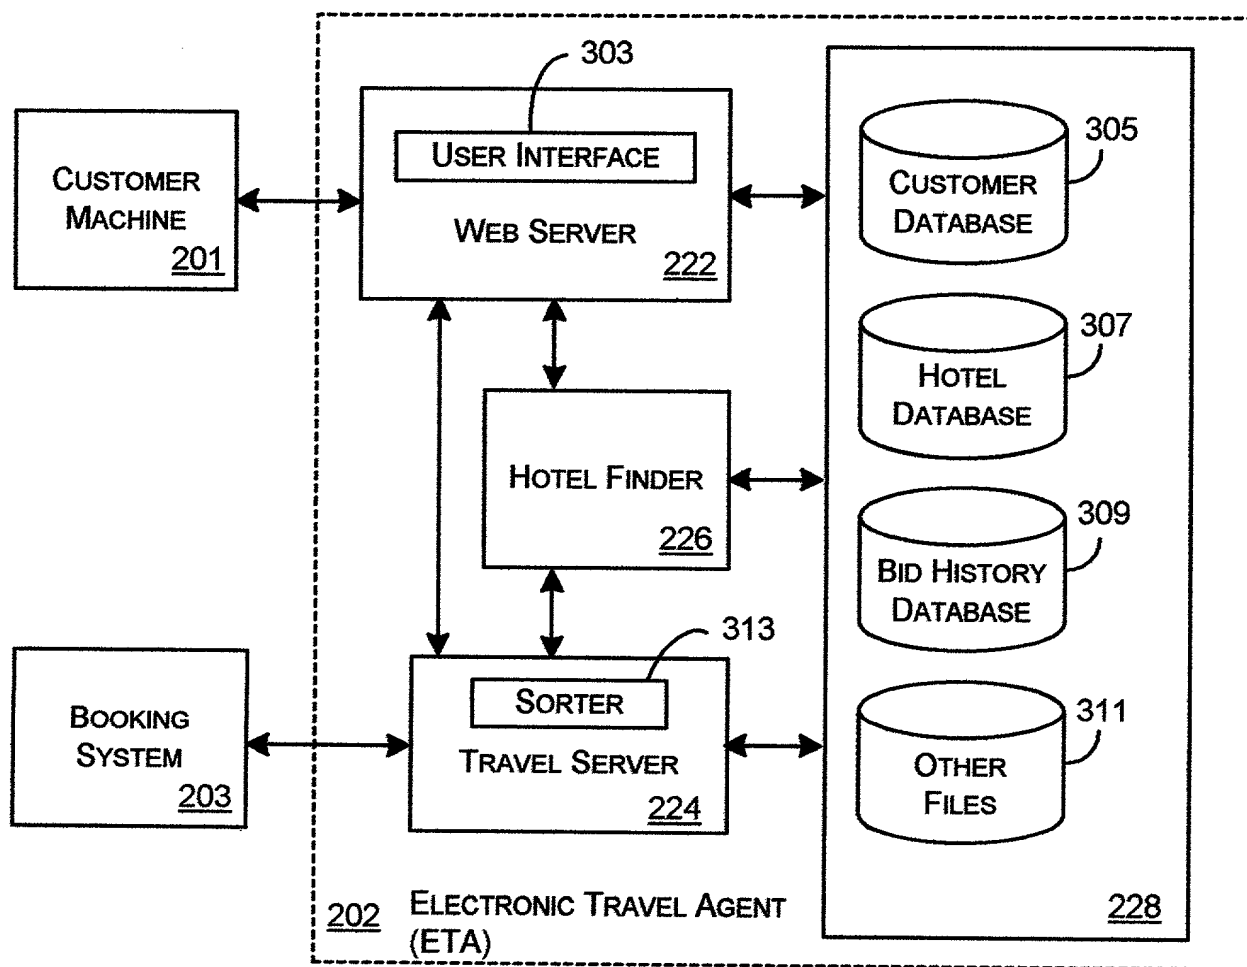 303
USER INTERFACE
WEB SERVER
222
CUSTOMER
MACHINE
201
305
CUSTOMER
DATABASE
307
HOTEL
DATABASE
HOTEL FINDER
226
309
BID HISTORY
DATABASE
313
SORTER
TRAVEL SERVER
224
BOOKING
SYSTEM
203
311
OTHER
FILES
228
202 ELECTRONIC TRAVEL AGENT
(ETA)